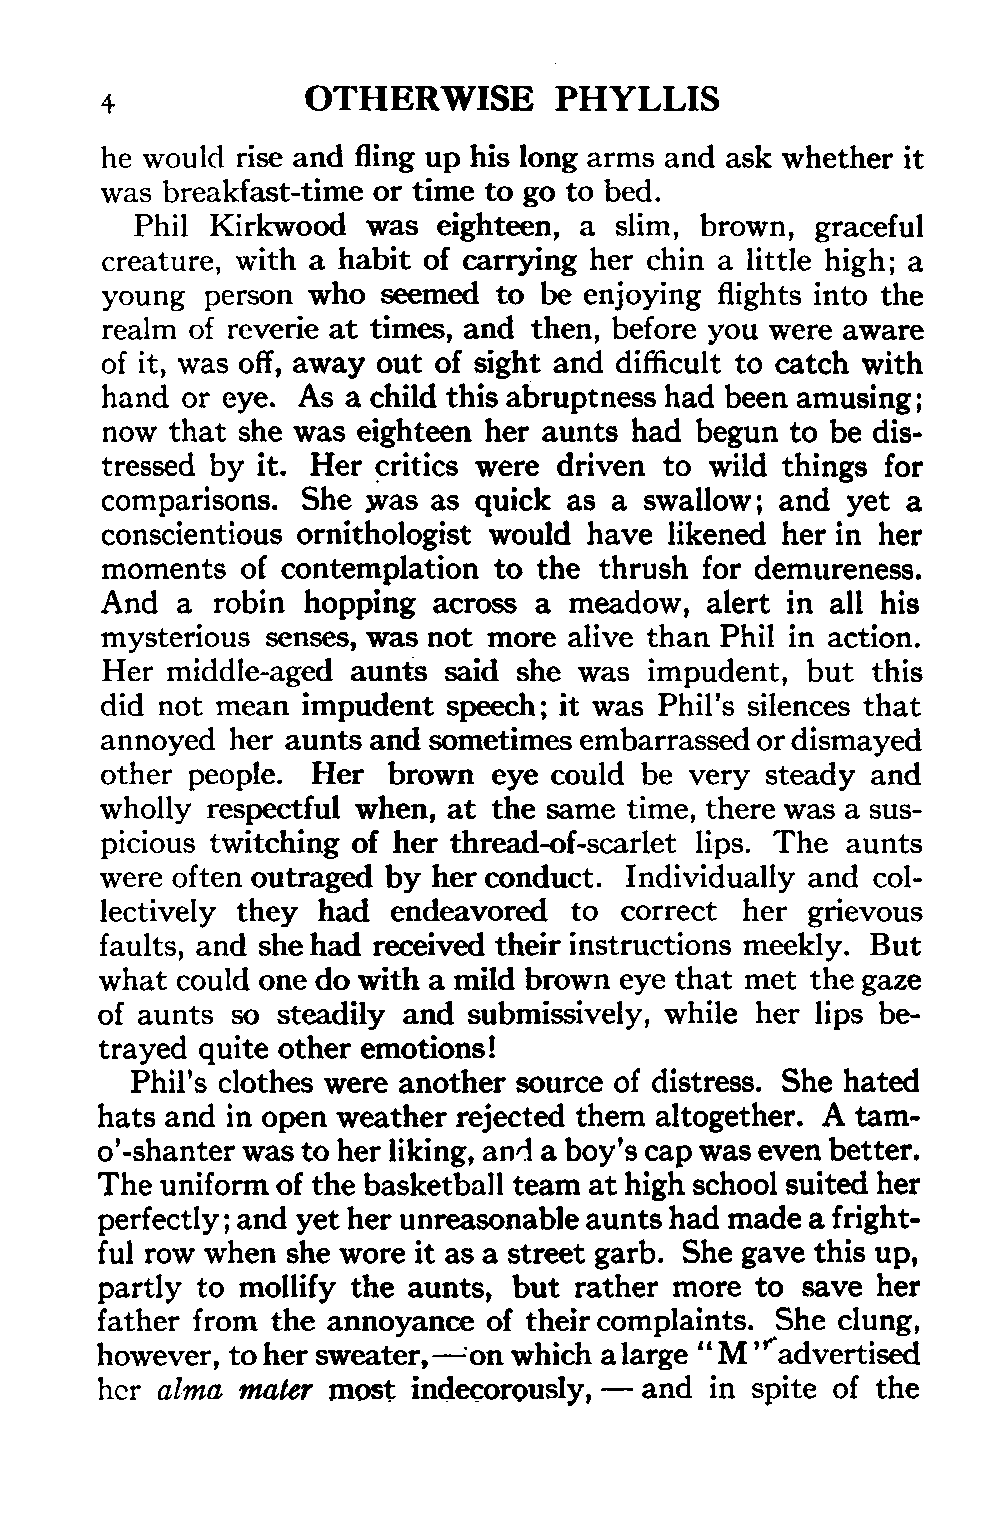 4 OTHERWISE PHYLLIS
he would rise and fling up his long arms and ask whether it
was breakfast-time or time to go to bed.
Phil Kirkwood was eighteen, a slim, brown, graceful
creature, with a habit of carrying her chin a little high; a
young person who seemed to be enjoying flights into the
realm of reverie at times, and then, before you were aware
of it, was off, away out of sight and difficult to catch with
hand or eye. As a child this abruptness had been amusing;
now that she was eighteen her aunts had begun to be dis-
tressed by it. Her critics were driven to wild things for
comparisons. She was as quick as a swallow; and yet a
conscientious ornithologist would have likened her in her
moments of contemplation to the thrush for demureness.
And a robin hopping across a meadow, alert in all his
mysterious senses, was not more alive than Phil in action.
Her middle-aged aunts said she was impudent, but this
did not mean impudent speech; it was Phil's silences that
annoyed her aunts and sometimes embarrassed or dismayed
other people. Her brown eye could be very steady and
wholly respectful when, at the same time, there was a sus-
picious twitching of her thread-of-scarlet lips. The aunts
were often outraged by her conduct. Individually and col-
lectively they had endeavored to correct her grievous
faults, and she had received their instructions meekly. But
what could one do with a mild brown eye that met the gaze
of aunts so steadily and submissively, while her lips be-
trayed quite other emotions!
Phil's clothes were another source of distress. She hated
hats and in open weather rejected them altogether. A tam-
o'-shanter was to her liking, and a boy's cap was even better.
The uniform of the basketball team at high school suited her
perfectly; and yet her unreasonable aunts had made a fright-
ful row when she wore it as a street garb. She gave this up,
partly to mollify the aunts, but rather more to save her
father from the annoyance of their complaints. She clung,
however, to her sweater,—on which a large "M" advertised
her alma mater most indecorously, — and in spite of the